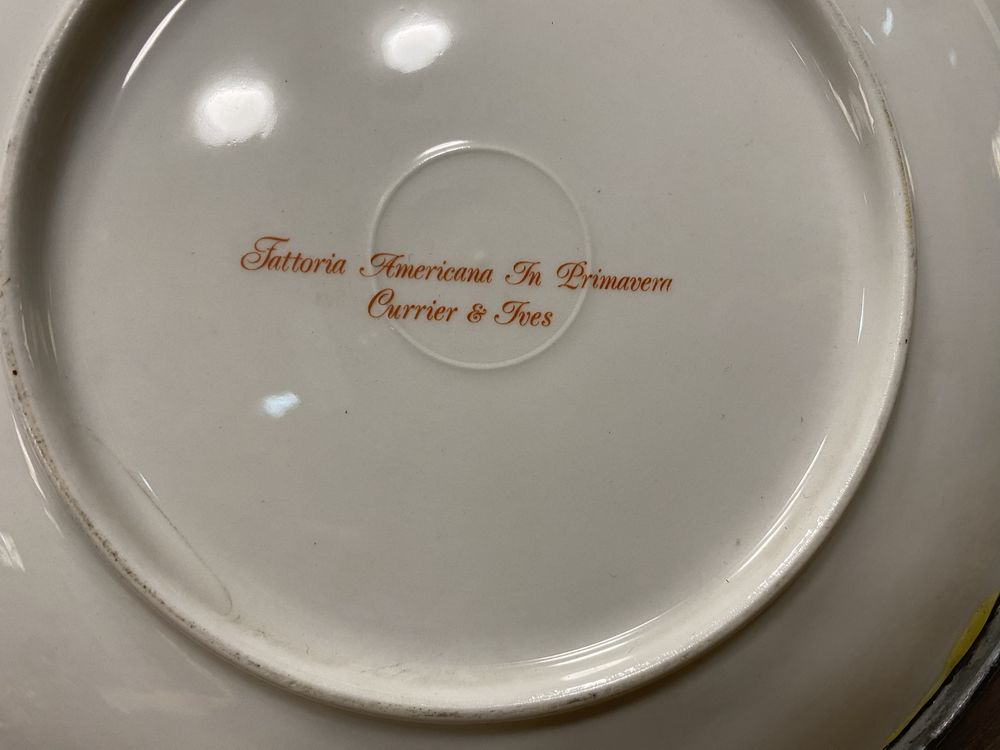 Fattoria Americana In Primavera
Currier & Ives